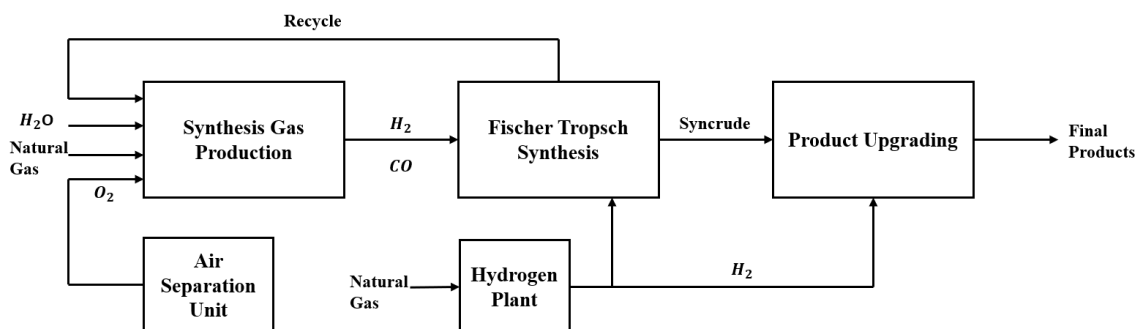 Recycle
H₂O
Natural
Gas
O₂
Synthesis Gas
Production
H₂
CO
Fischer Tropsch
Synthesis
Syncrude
Product Upgrading
Final
Products
Air
Separation
Unit
Natural
Gas
Hydrogen
Plant
H₂